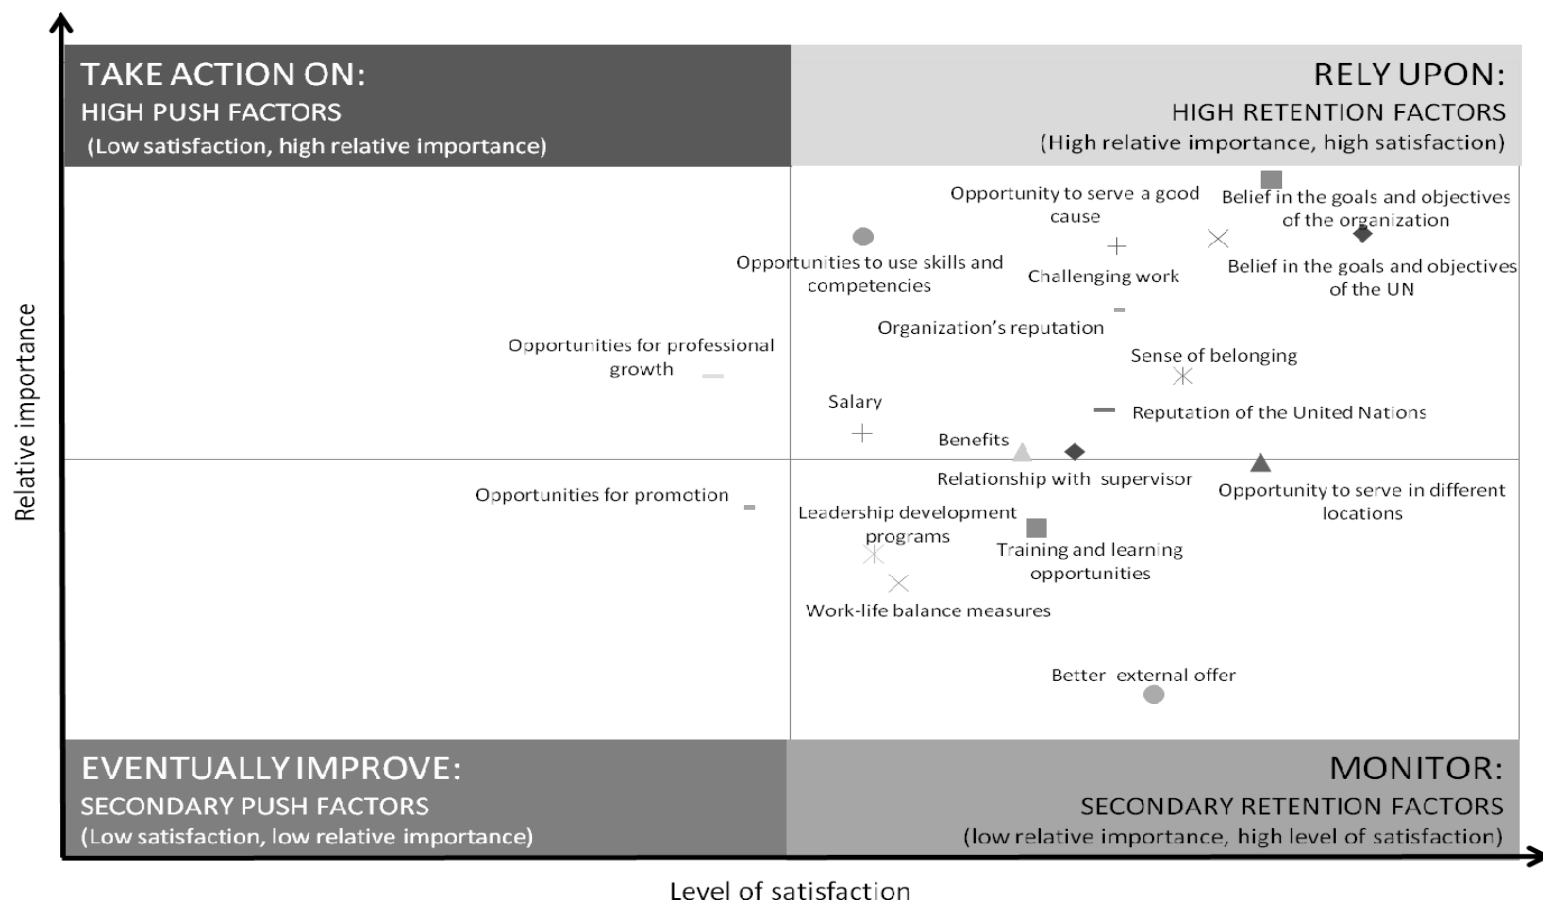 TAKE ACTION ON:
HIGH PUSH FACTORS
(Low satisfaction, high relative importance)
RELY UPON:
HIGH RETENTION FACTORS
(High relative importance, high satisfaction)
Opportunity to serve a good
cause
Belief in the goals and objectives
of the organization
Opportunities to use skills and
competencies
Challenging work
Belief in the goals and objectives
of the UN
Organization's reputation
Opportunities for professional
growth
Sense of belonging
Salary
Reputation of the United Nations
Benefits
Relationship with supervisor
Opportunities for promotion
Opportunity to serve in different
locations
Leadership development
programs
Training and learning
opportunities
Work-life balance measures
Better external offer
EVENTUALLY IMPROVE:
SECONDARY PUSH FACTORS
(Low satisfaction, low relative importance)
MONITOR:
SECONDARY RETENTION FACTORS
(low relative importance, high level of satisfaction)
Relative importance
Level of satisfaction